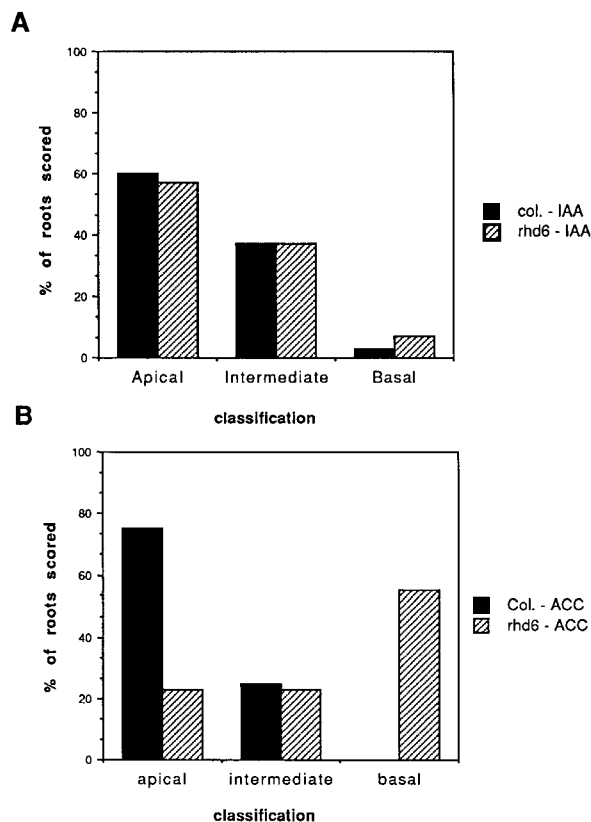 A
100
80
60
40
20
0
% of roots scored
Apical Intermediate Basal
classification
col. - IAA
rhd6 - IAA
B
100
80
60
40
20
0
% of roots scored
apical intermediate basal
classification
Col. - ACC
rhd6 - ACC